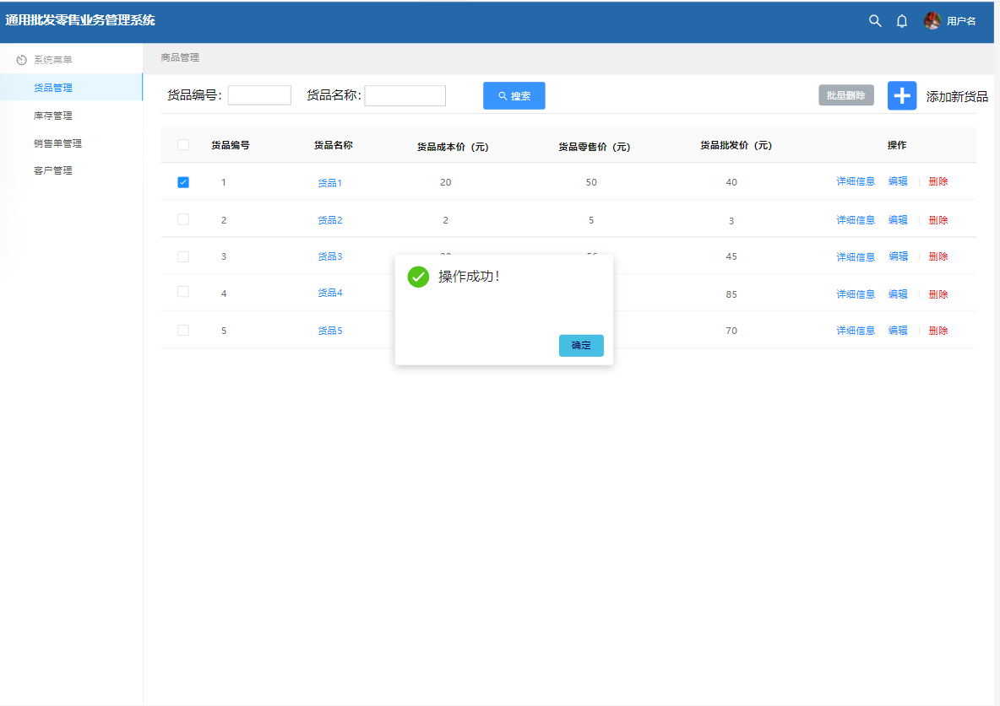 通用批发零售业务管理系统
用户名
系统菜单
货品管理
库存管理
销售单管理
客户管理
商品管理
货品编号: 货品名称: 搜索 批量删除 添加新货品
货品编号 货品名称 货品成本价（元） 货品零售价（元） 货品批发价（元） 操作
1 货品1 20 50 40 详细信息 编辑 删除
2 货品2 2 5 3 详细信息 编辑 删除
3 货品3 45 详细信息 编辑 删除
4 货品4 85 详细信息 编辑 删除
5 货品5 70 详细信息 编辑 删除
操作成功!
确定